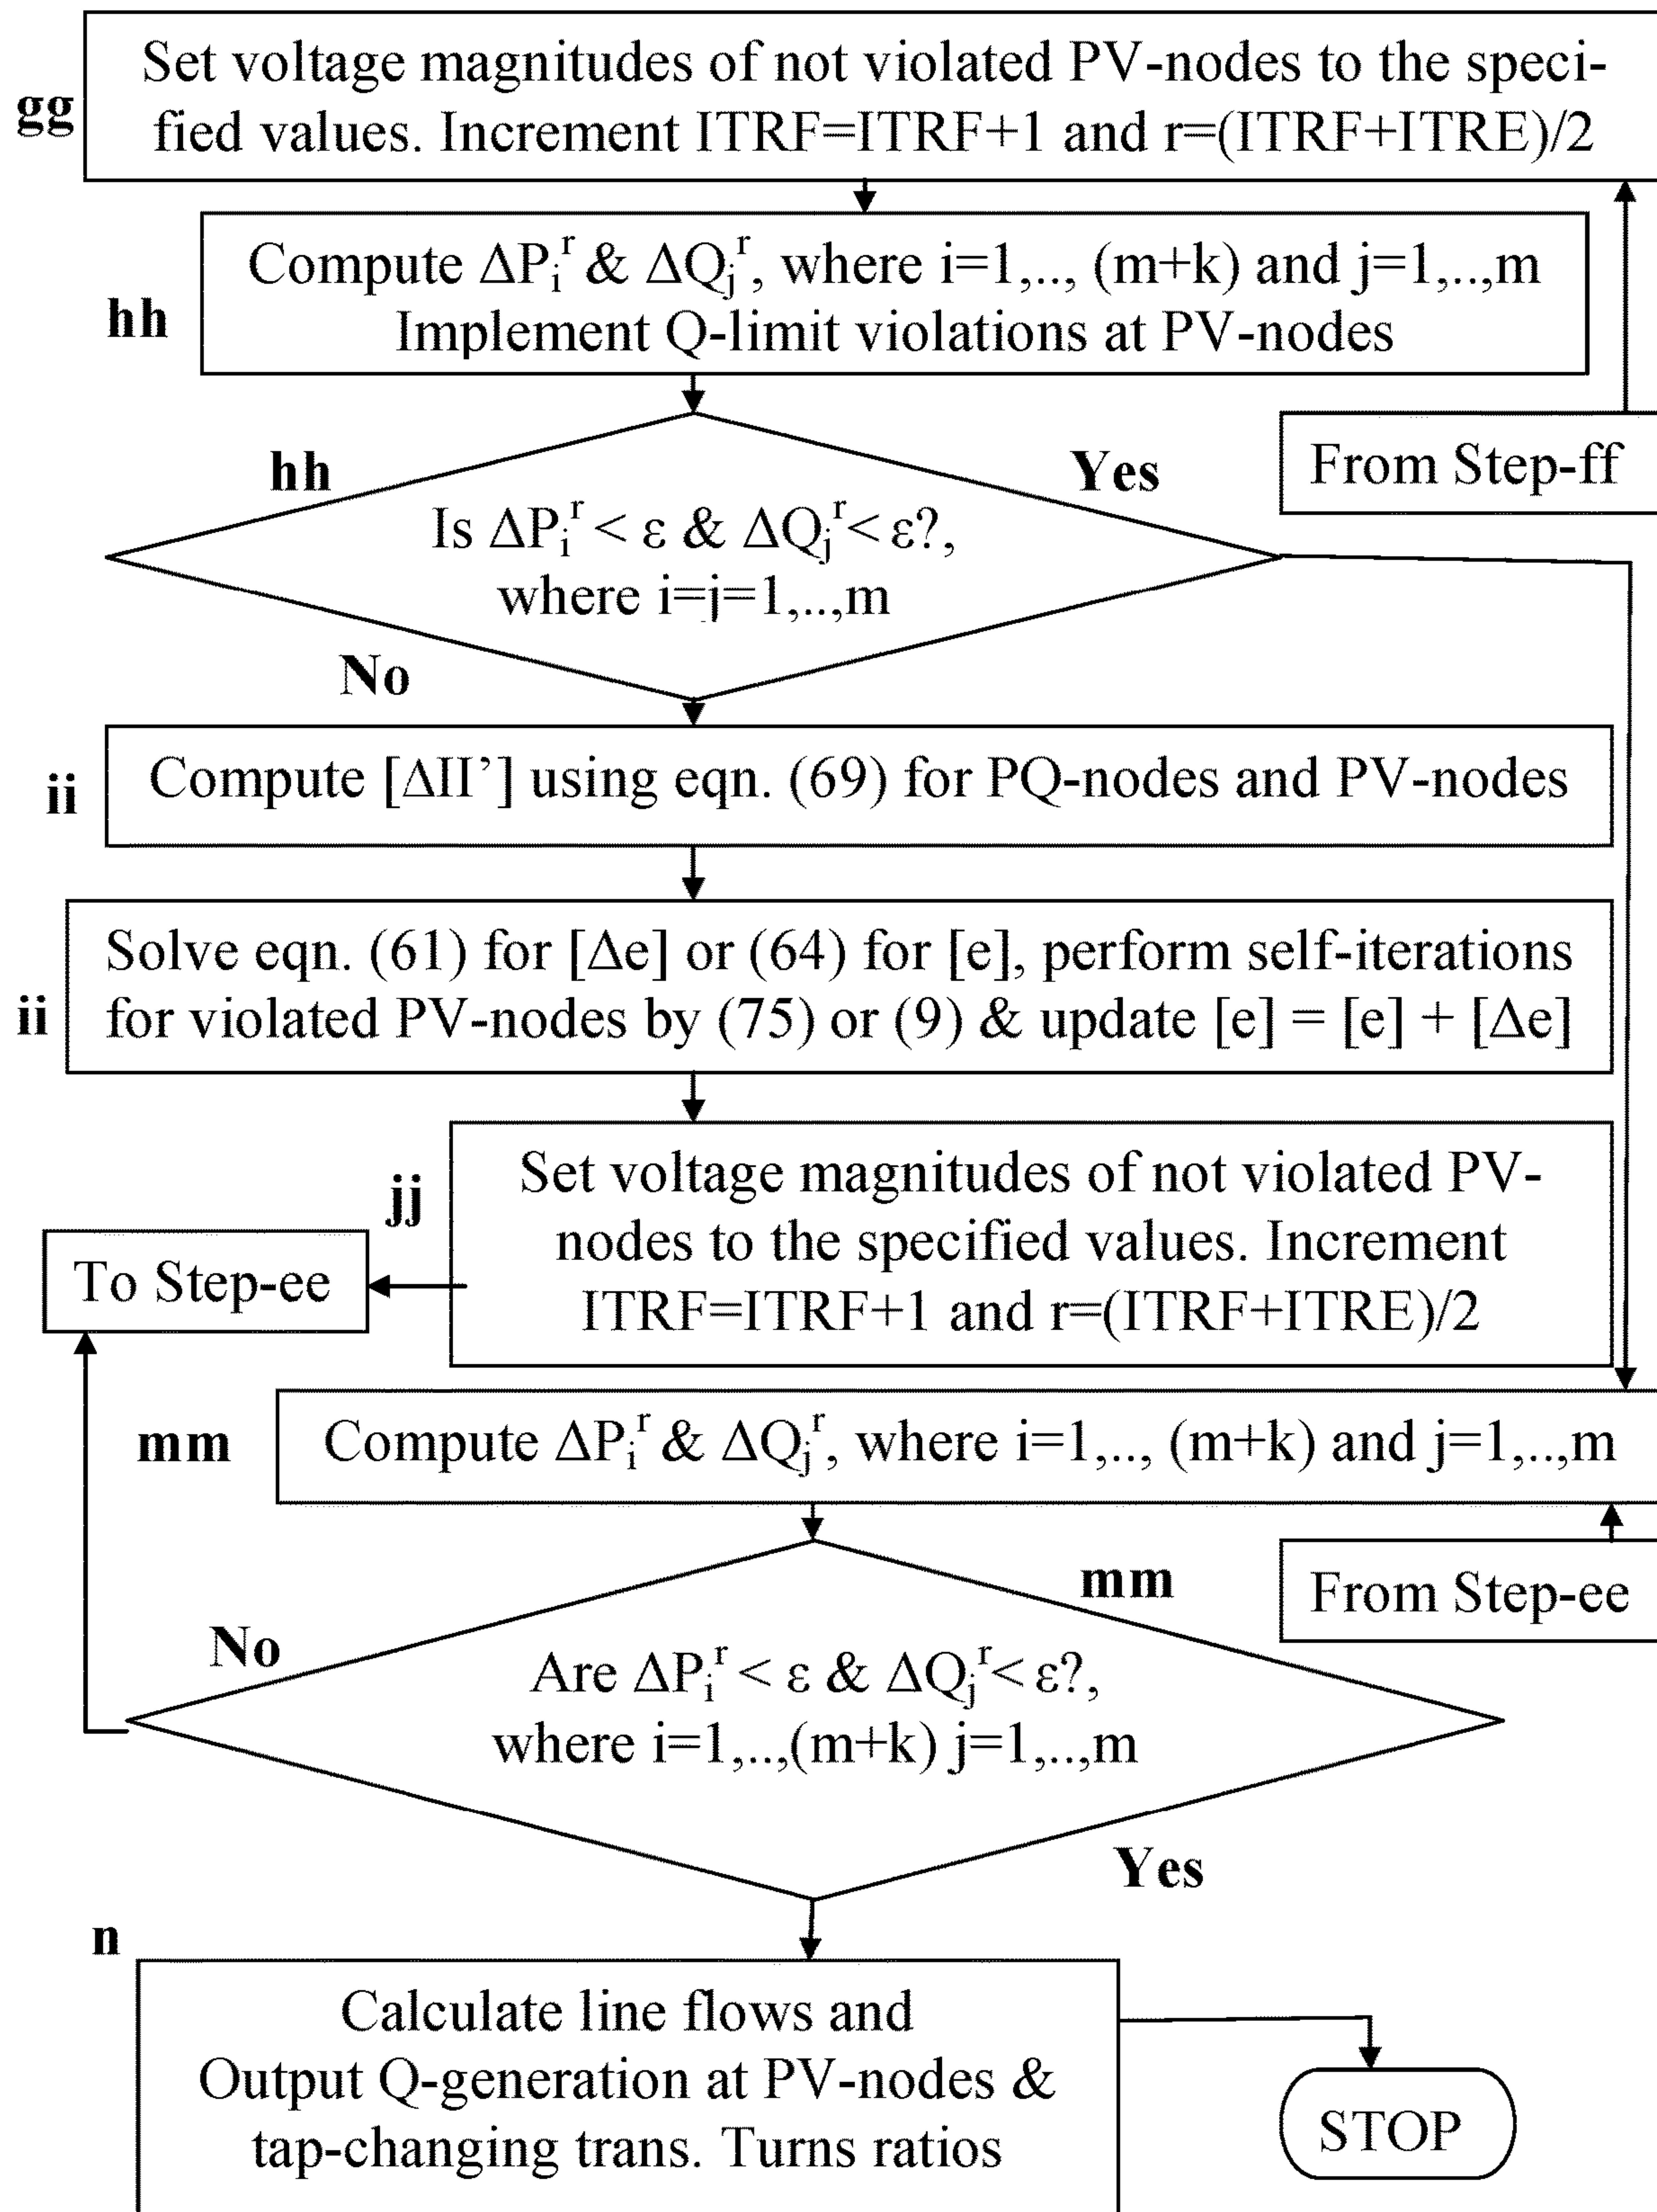 gg
Set voltage magnitudes of not violated PV-nodes to the speci-
fied values. Increment ITRF=ITRF+1 and r=(ITRF+ITRE)/2
hh
Compute ΔPᵢʳ & ΔQⱼʳ, where i=1,.., (m+k) and j=1,..,m
Implement Q-limit violations at PV-nodes
From Step-ff
hh
Yes
Is ΔPᵢʳ < ε & ΔQⱼʳ< ε?,
where i=j=1,..,m
No
ii
Compute [ΔII’] using eqn. (69) for PQ-nodes and PV-nodes
ii
Solve eqn. (61) for [Δe] or (64) for [e], perform self-iterations
for violated PV-nodes by (75) or (9) & update [e] = [e] + [Δe]
jj
Set voltage magnitudes of not violated PV-
nodes to the specified values. Increment
ITRF=ITRF+1 and r=(ITRF+ITRE)/2
To Step-ee
mm
Compute ΔPᵢʳ & ΔQⱼʳ, where i=1,.., (m+k) and j=1,..,m
From Step-ee
mm
No
Are ΔPᵢʳ < ε & ΔQⱼʳ< ε?,
where i=1,..,(m+k) j=1,..,m
Yes
n
Calculate line flows and
Output Q-generation at PV-nodes &
tap-changing trans. Turns ratios
STOP